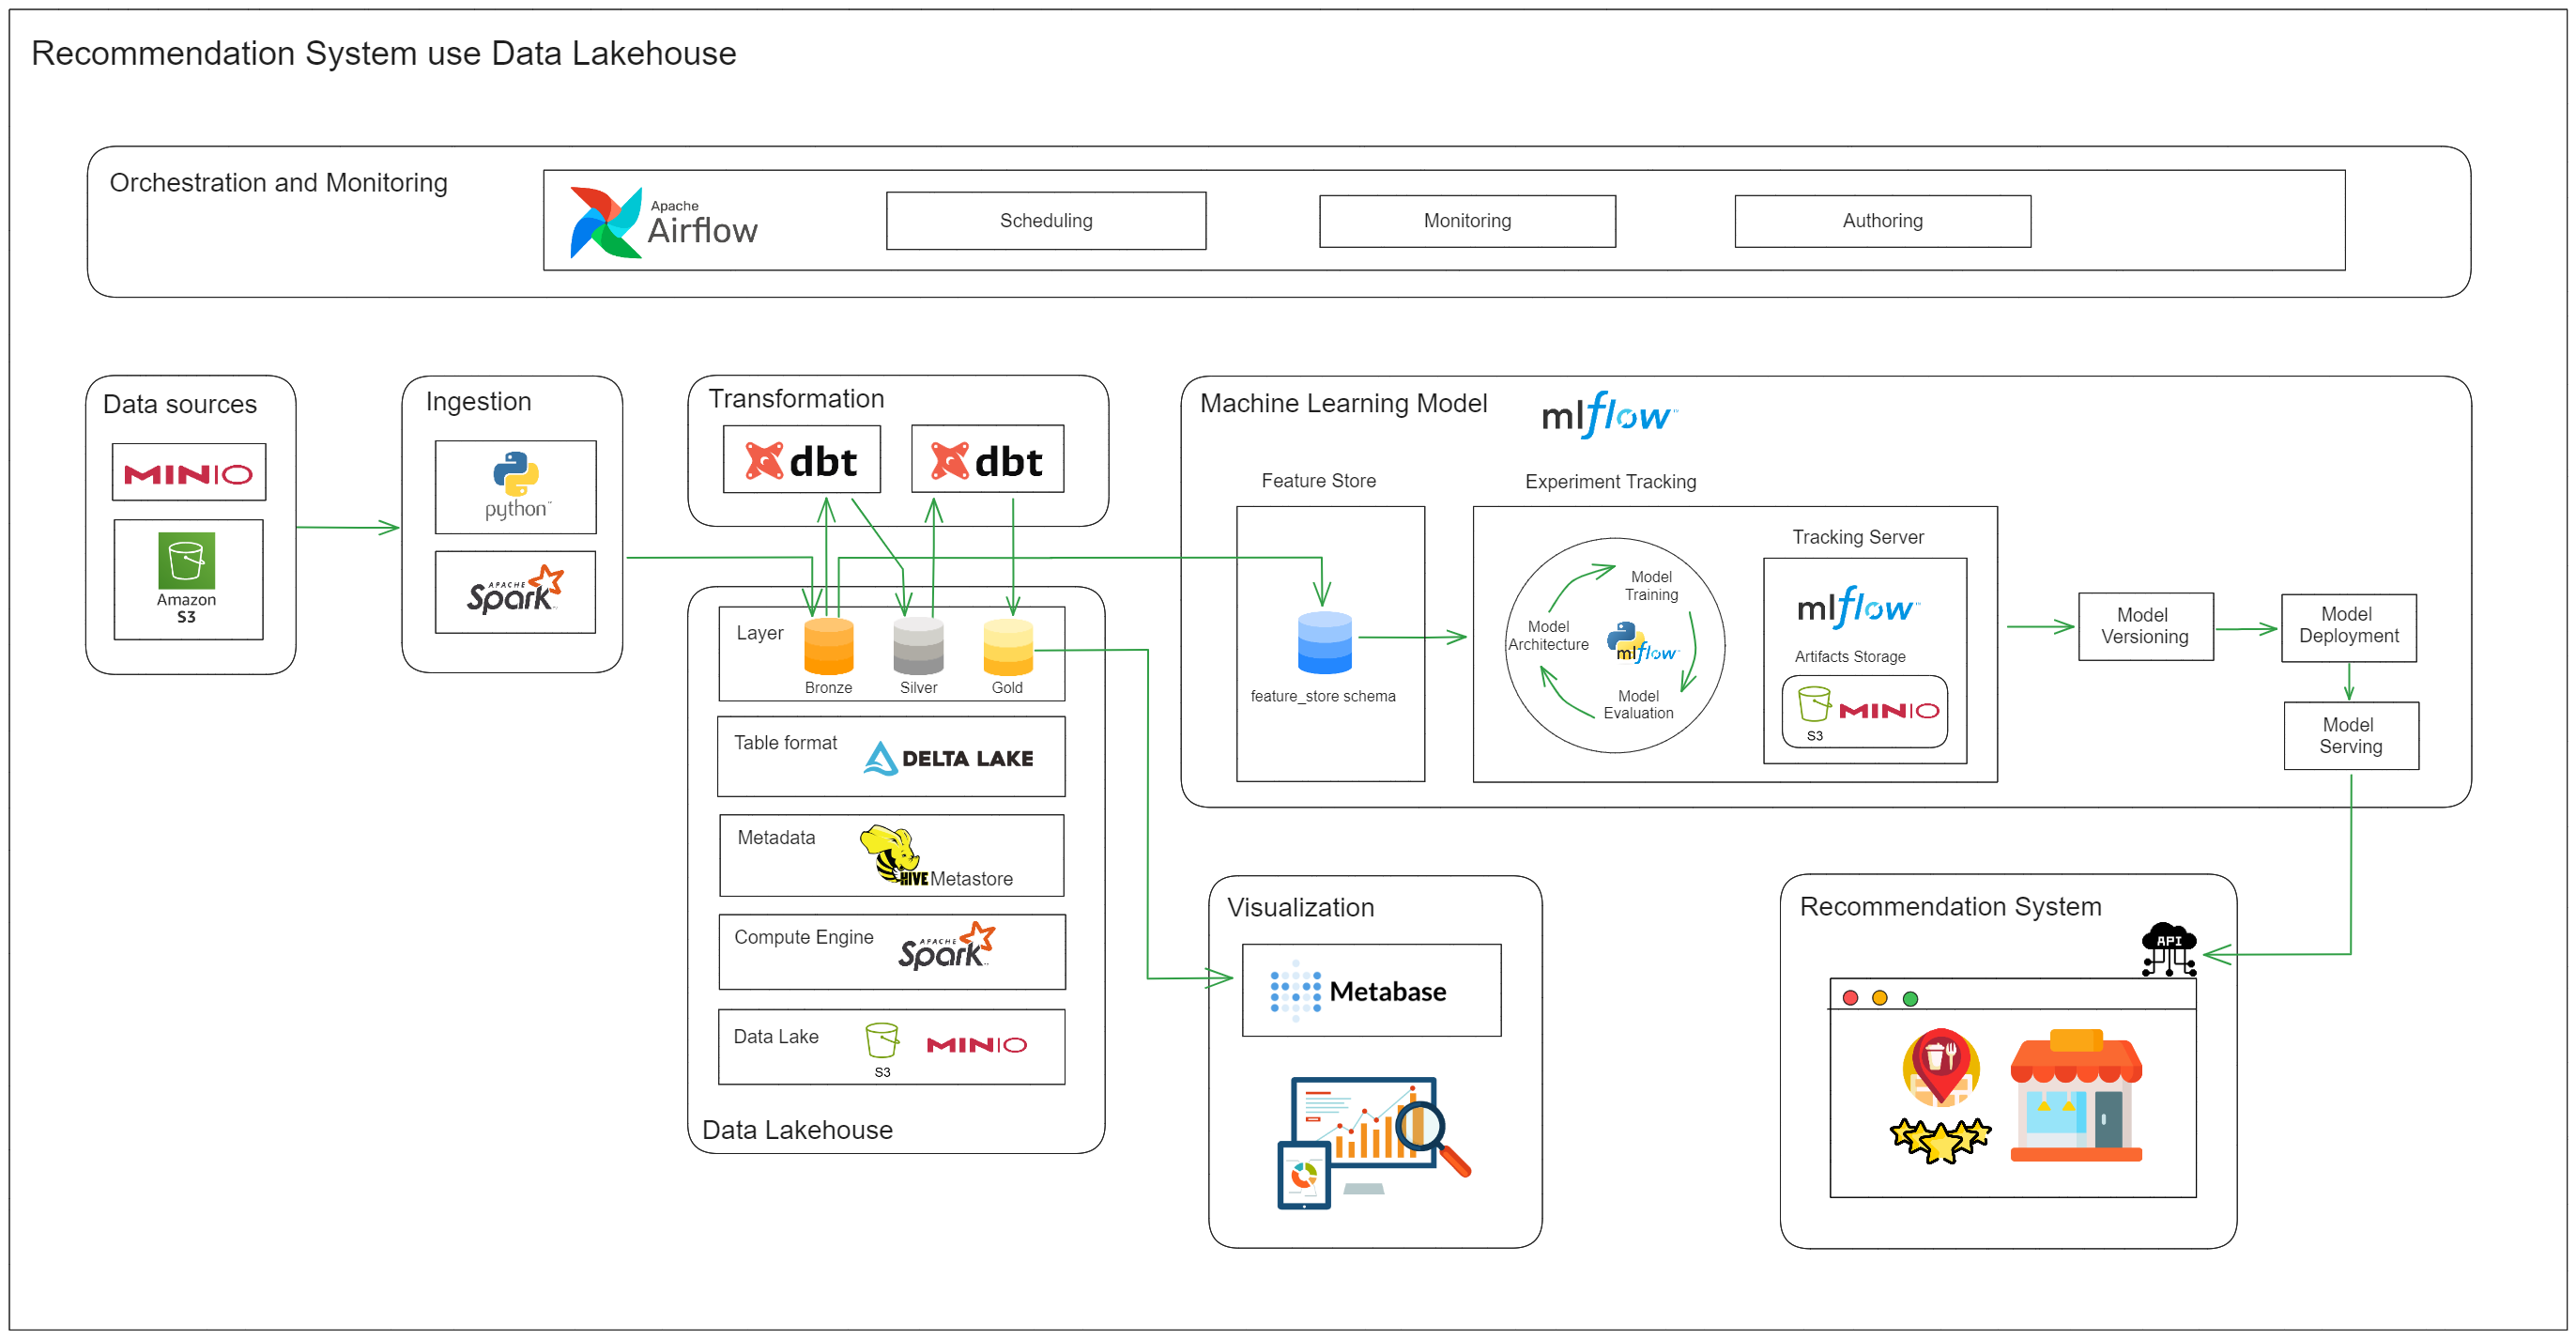 Recommendation System use Data Lakehouse
Orchestration and Monitoring
Apache
Airflow
Scheduling
Monitoring
Authoring
Data sources
MINIO
Amazon
S3
Ingestion
python
APACHE
Spark
Transformation
dbt
dbt
Layer
Bronze
Silver
Gold
Table format
DELTA LAKE
Metadata
HIVE Metastore
Compute Engine
APACHE
Spark
Data Lake
S3
MINIO
Data Lakehouse
Machine Learning Model
mlflow
Feature Store
feature_store schema
Experiment Tracking
Model
Training
Model
Architecture
mlflow
Model
Evaluation
Tracking Server
mlflow
Artifacts Storage
S3
MINIO
Model
Versioning
Model
Deployment
Model
Serving
Visualization
Metabase
Recommendation System
API